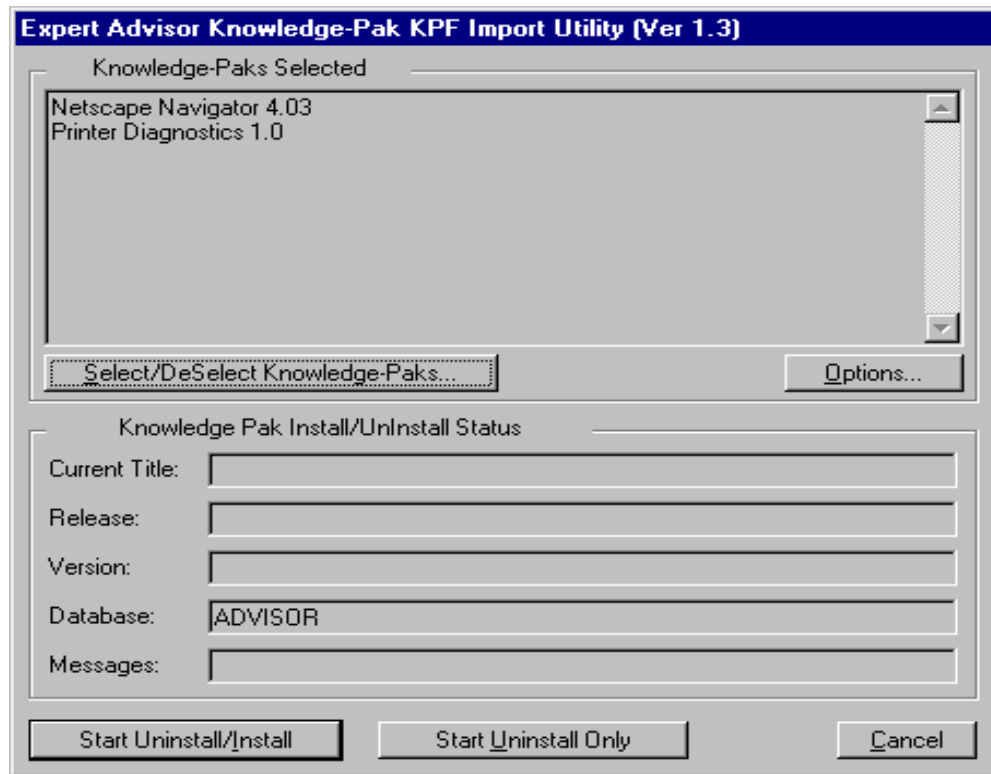 Expert Advisor Knowledge-Pak KPF Import Utility (Ver 1.3)
Knowledge-Paks Selected
Netscape Navigator 4.03
Printer Diagnostics 1.0
Select/DeSelect Knowledge-Paks...
Options...
Knowledge Pak Install/UnInstall Status
Current Title:
Release:
Version:
Database: ADVISOR
Messages:
Start Uninstall/Install
Start Uninstall Only
Cancel